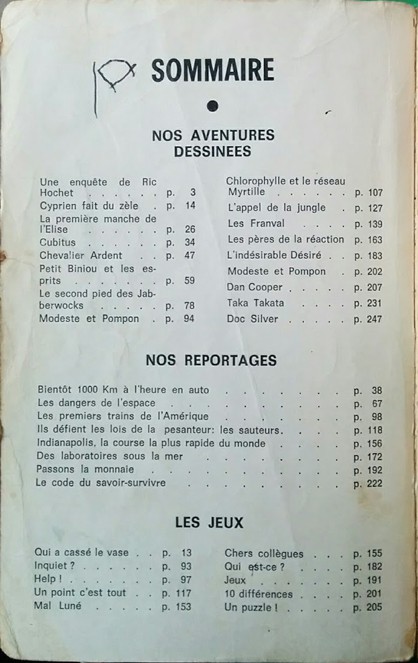 SOMMAIRE
NOS AVENTURES
DESSINEES
Une enquête de Ric
Hochet . . . . . . p. 3
Cyprien fait du zèle . p. 14
La première manche de
l'Elise . . . . . p. 26
Cubitus . . . . . p. 34
Chevalier Ardent . . p. 47
Petit Biniou et les es-
prits . . . . . . p. 59
Le second pied des Jab-
berwocks . . . . p. 78
Modeste et Pompon . p. 94
Chlorophylle et le réseau
Myrtille . . . . . . p. 107
L'appel de la jungle . p. 127
Les Franval . . . . p. 139
Les pères de la réaction p. 163
L'indésirable Désiré . . p. 183
Modeste et Pompon . p. 202
Dan Cooper . . . . . p. 207
Taka Takata . . . . p. 231
Doc Silver . . . . . p. 247
NOS REPORTAGES
Bientôt 1000 Km à l'heure en auto . . . . . . . p. 38
Les dangers de l'espace . . . . . . . . . p. 67
Les premiers trains de l'Amérique . . . . . . . p. 98
Ils défient les lois de la pesanteur: les sauteurs. . . . . p. 118
Indianapolis, la course la plus rapide du monde . . . . . p. 156
Des laboratoires sous la mer . . . . . . . . p. 172
Passons la monnaie . . . . . . . . . . p. 192
Le code du savoir-survivre . . . . . . . . p. 222
LES JEUX
Qui a cassé le vase . . p. 13
Inquiet ? . . . . . p. 93
Help ! . . . . . . p. 97
Un point c'est tout . . p. 117
Mal Luné . . . . . p. 153
Chers collègues . . . p. 155
Qui est-ce ? . . . . p. 182
Jeux . . . . . . p. 191
10 différences . . . . p. 201
Un puzzle ! . . . . p. 205